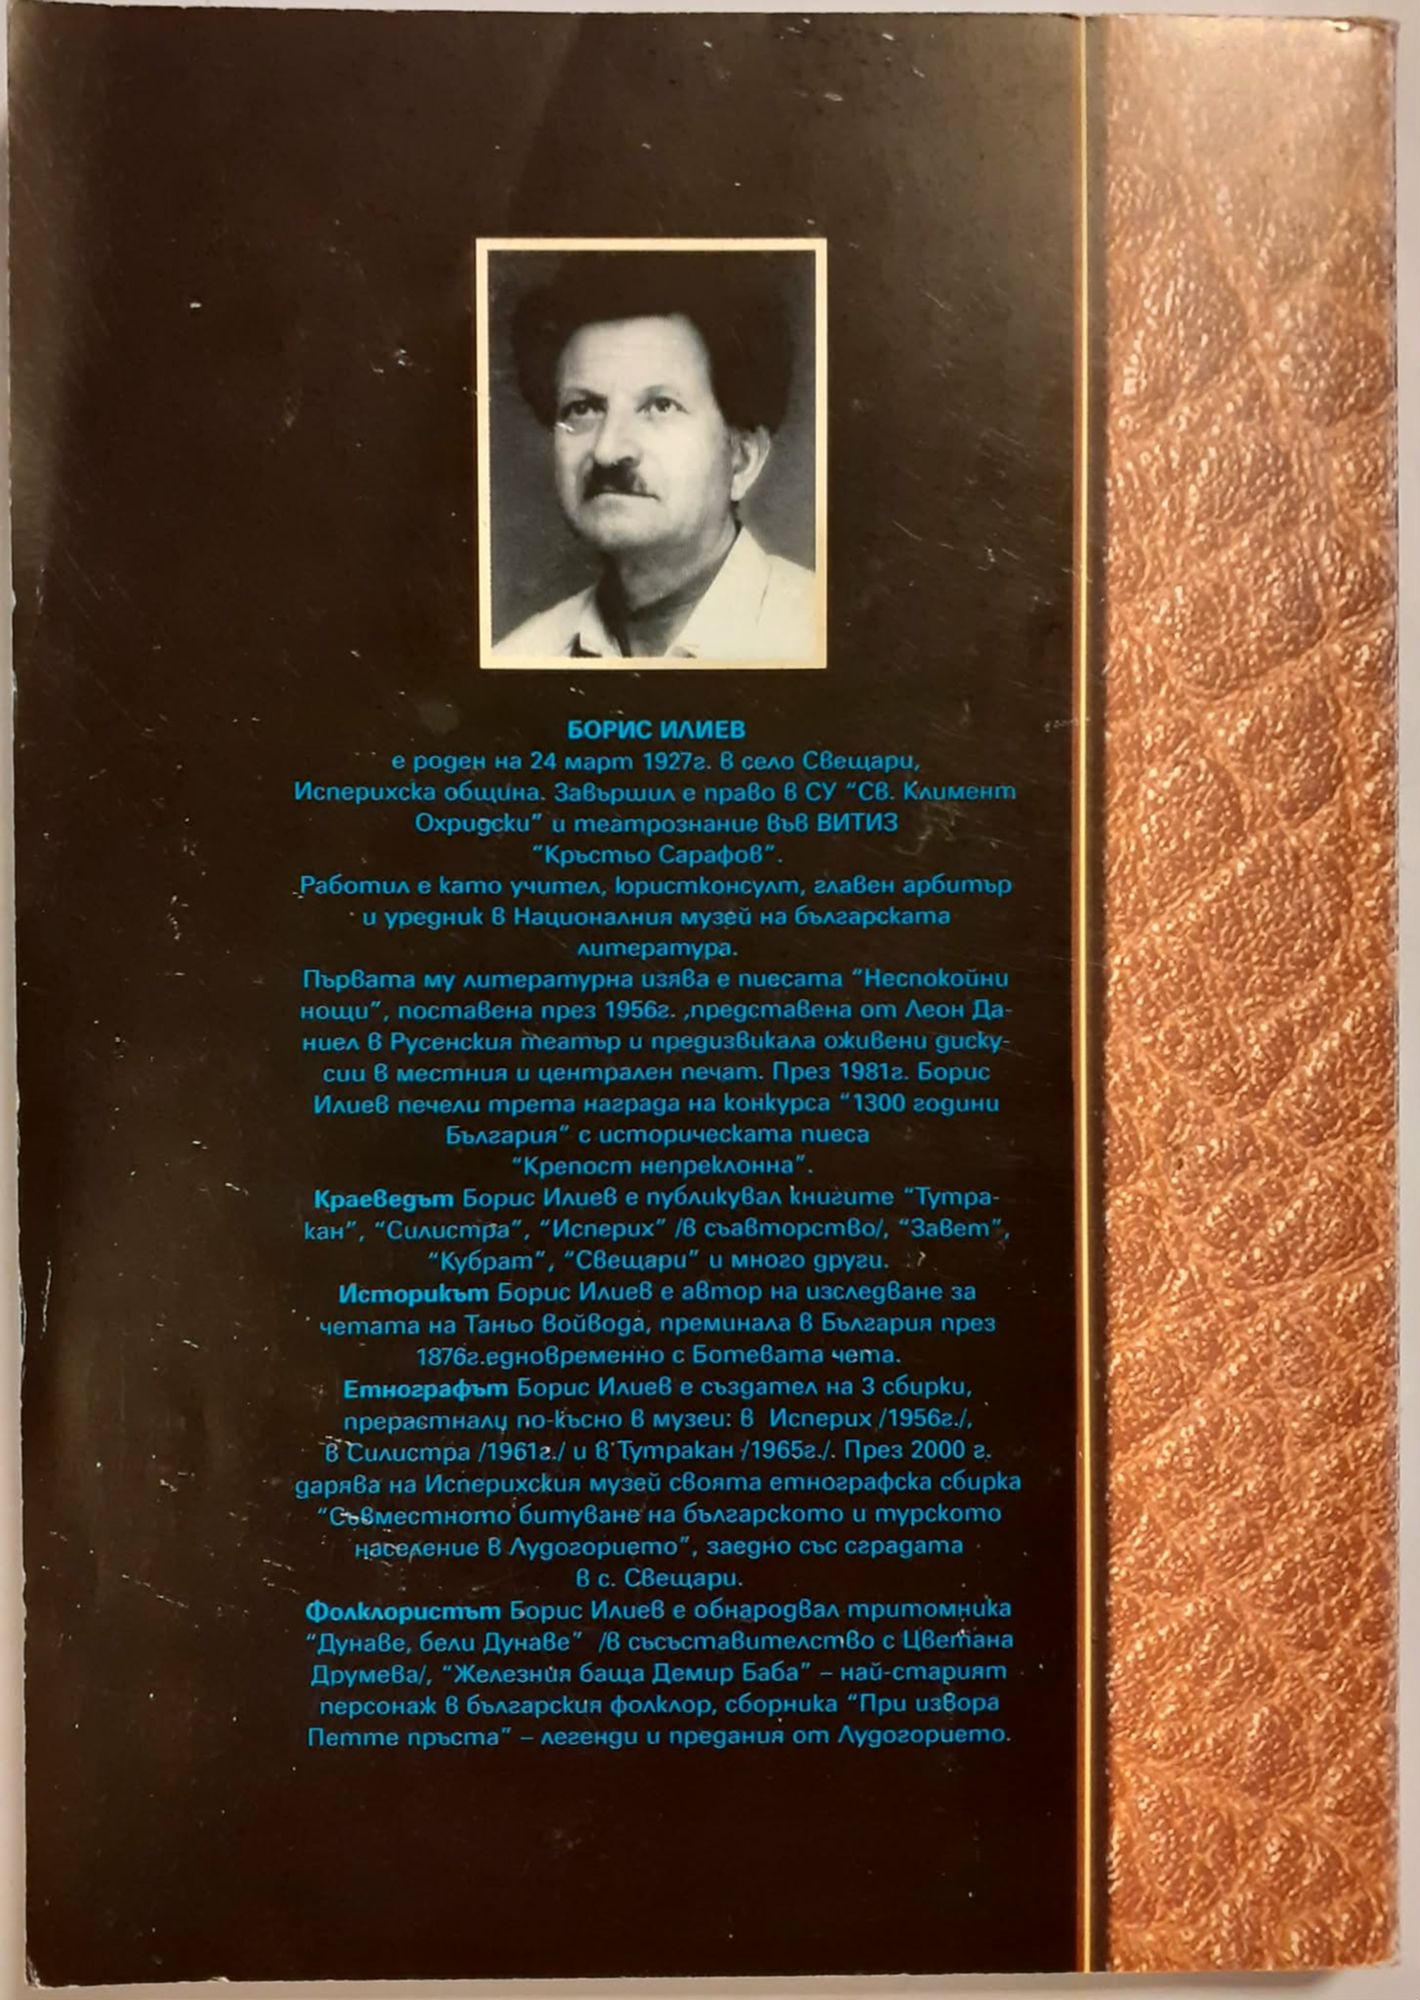 БОРИС ИЛИЕВ
е роден на 24 март 1927г. в село Свещари,
Исперихска община. Завършил е право в СУ "Св. Климент
Охридски" и театрознание във ВИТИЗ
"Кръстьо Сарафов".
Работил е като учител, юристконсулт, главен арбитър
и уредник в Националния музей на българската
литература.
Първата му литературна изява е пиесата "Неспокойни
нощи", поставена през 1956г. ,представена от Леон Да-
ниел в Русенския театър и предизвикала оживени диску-
сии в местния и централен печат. През 1981г. Борис
Илиев печели трета награда на конкурса "1300 години
България" с историческата пиеса
"Крепост непреклонна".
Краеведът Борис Илиев е публикувал книгите "Тутра-
кан", "Силистра", "Исперих" /в съавторство/, "Завет",
"Кубрат", "Свещари" и много други.
Историкът Борис Илиев е автор на изследване за
четата на Таньо войвода, преминала в България през
1876г.едновременно с Ботевата чета.
Етнографът Борис Илиев е създател на 3 сбирки,
прерастнали по-късно в музеи: в Исперих /1956г./,
в Силистра /1961г./ и в Тутракан /1965г./. През 2000 г.
дарява на Исперихския музей своята етнографска сбирка
"Съвместното битуване на българското и турското
население в Лудогорието", заедно със сградата
в с. Свещари.
Фолклористът Борис Илиев е обнародвал тритомника
"Дунаве, бели Дунаве" /в съсъставителство с Цветана
Друмева/, "Железния баща Демир Баба" – най-старият
персонаж в българския фолклор, сборника "При извора
Петте пръста" – легенди и предания от Лудогорието.